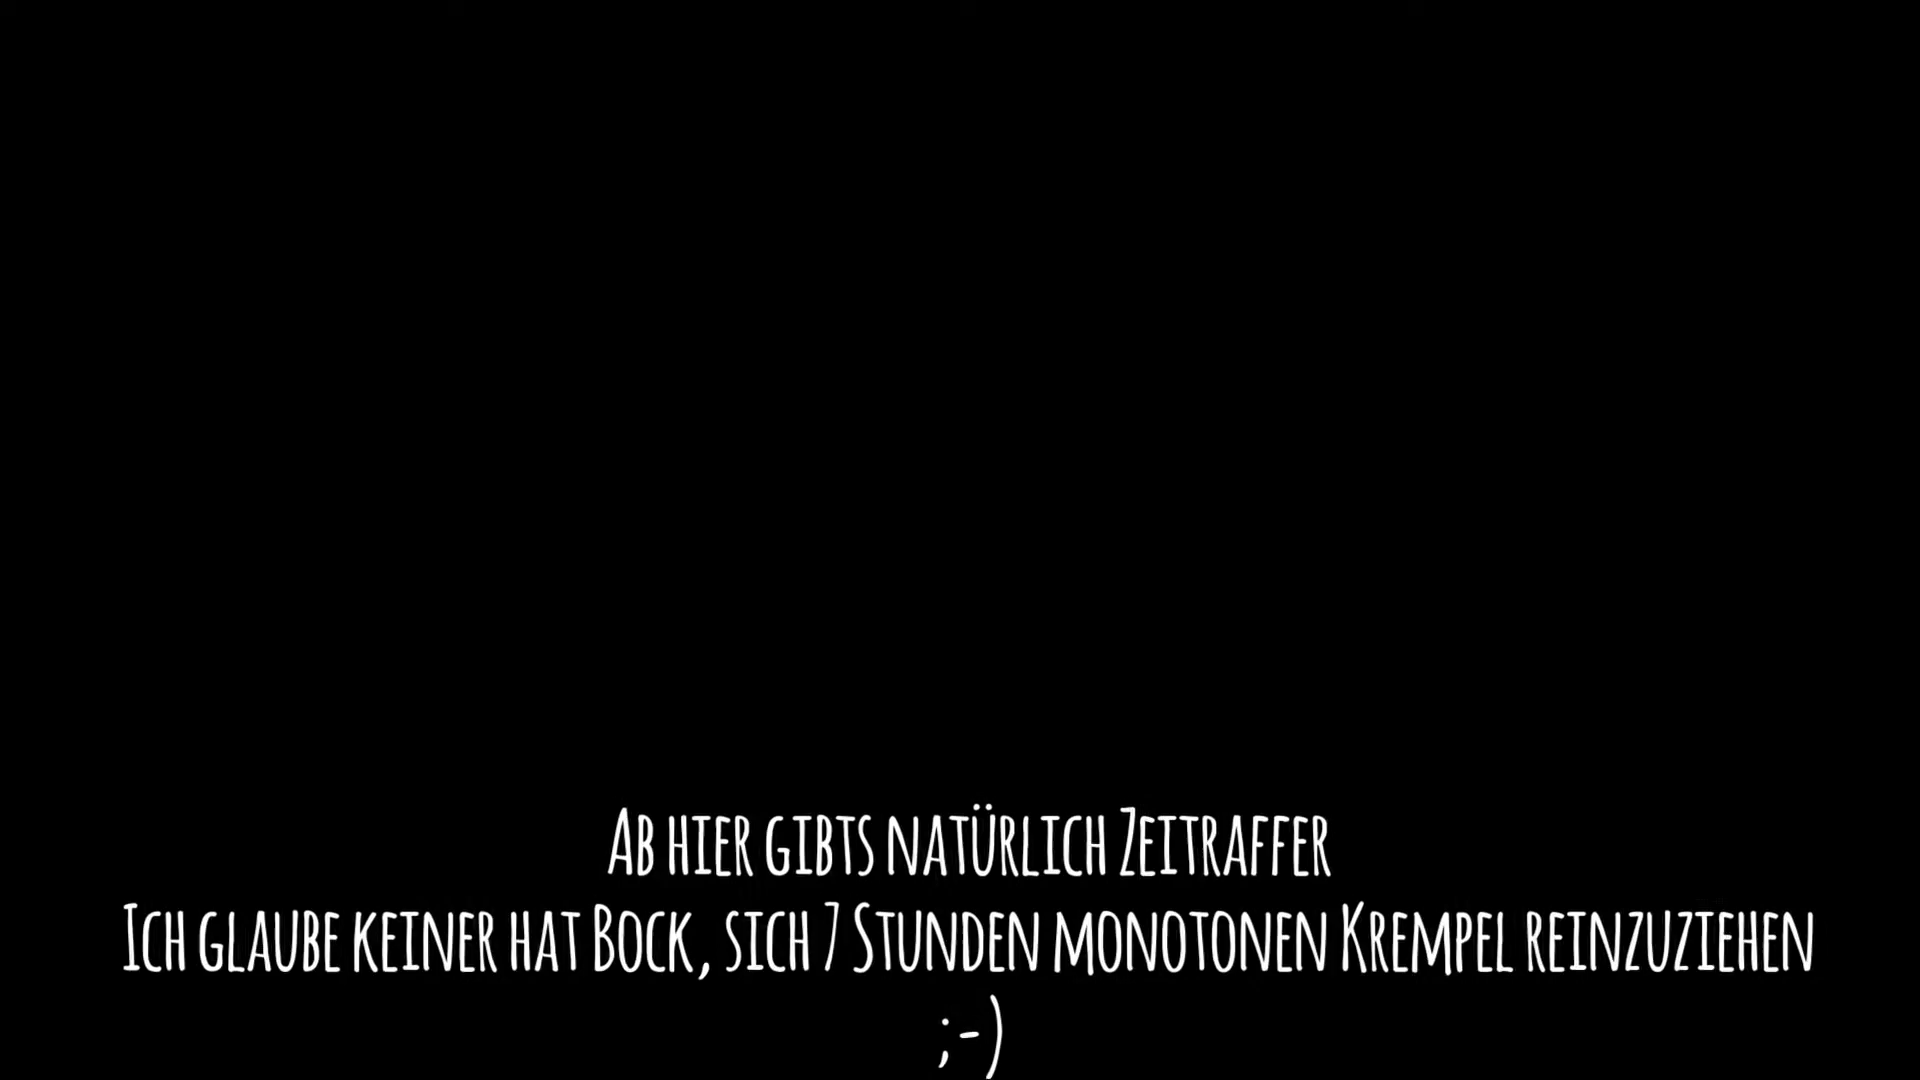 Ab hier gibts natürlich Zeitraffer
Ich glaube keiner hat Bock, sich 7 Stunden monotonen Krempel reinzuziehen
;-)